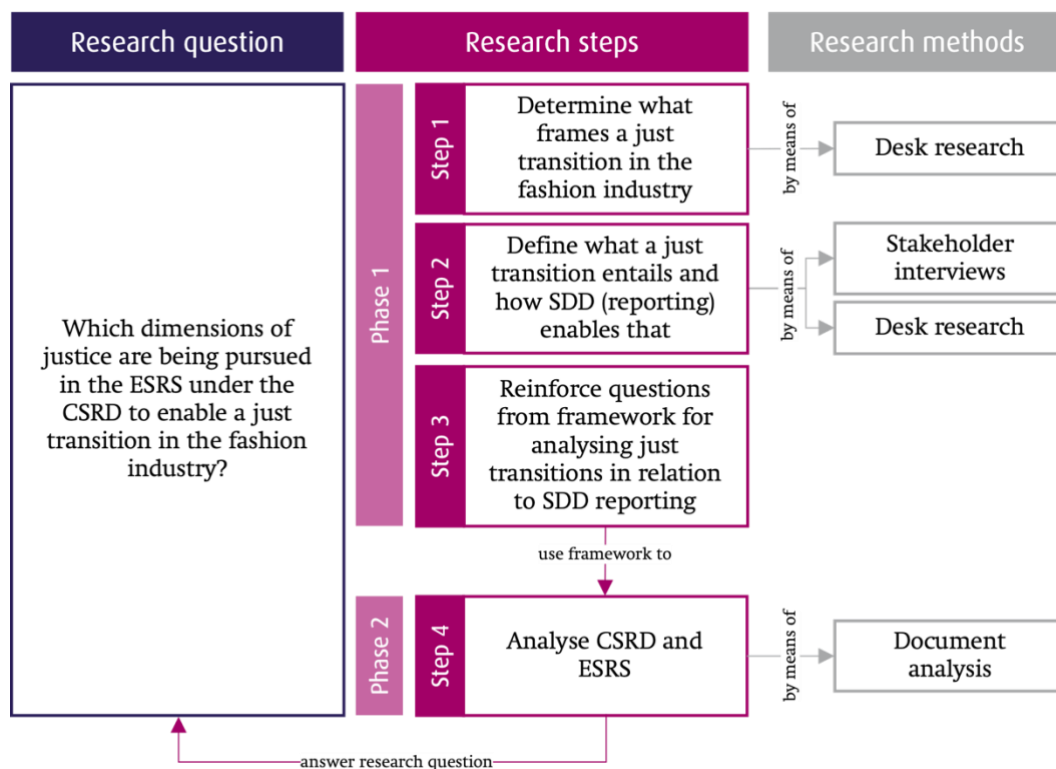 Research question
Research steps
Research methods
Which dimensions of
justice are being pursued
in the ESRS under the
CSRD to enable a just
transition in the fashion
industry?
Phase 1
Step 1
Determine what
frames a just
transition in the
fashion industry
by means of
Desk research
Step 2
Define what a just
transition entails and
how SDD (reporting)
enables that
by means of
Stakeholder
interviews
Desk research
Step 3
Reinforce questions
from framework for
analysing just
transitions in relation
to SDD reporting
use framework to
Phase 2
Step 4
Analyse CSRD and
ESRS
by means of
Document
analysis
answer research question